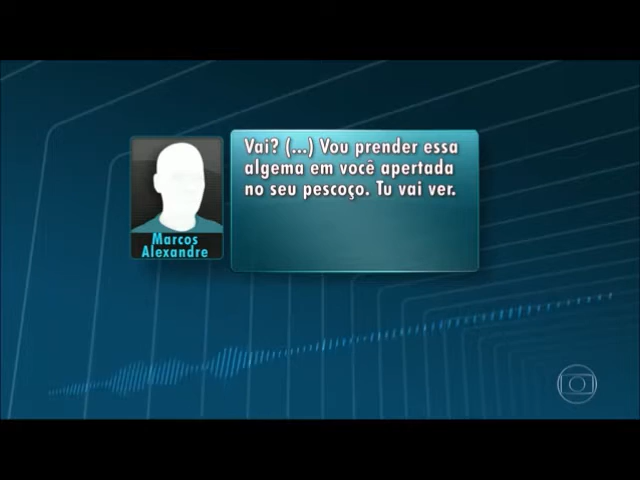 Vai? (...) Vou prender essa
algema em você apertada
no seu pescoço. Tu vai ver.
Marcos
Alexandre